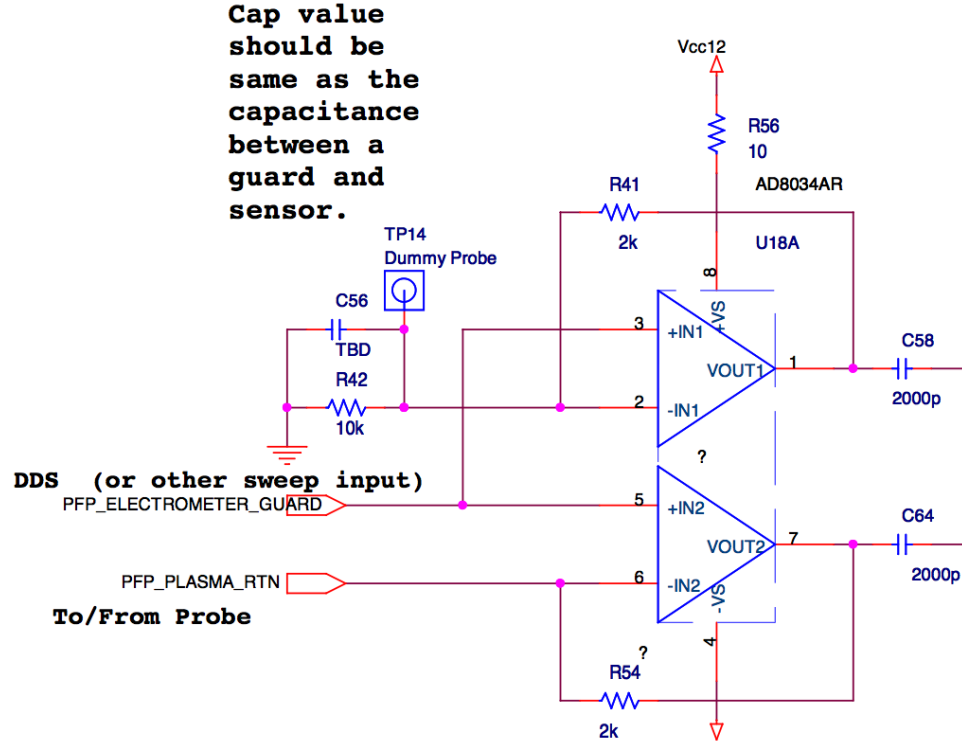 Cap value
should be
same as the
capacitance
between a
guard and
sensor.
Vcc12
R56
10
AD8034AR
R41
2k
U18A
TP14
Dummy Probe
C56
TBD
R42
10k
8
+VS
3
+IN1
VOUT1
1
2
-IN1
C58
2000p
?
DDS (or other sweep input)
PFP_ELECTROMETER_GUARD
5
+IN2
VOUT2
7
C64
2000p
PFP_PLASMA_RTN
6
-IN2
-VS
4
To/From Probe
?
R54
2k